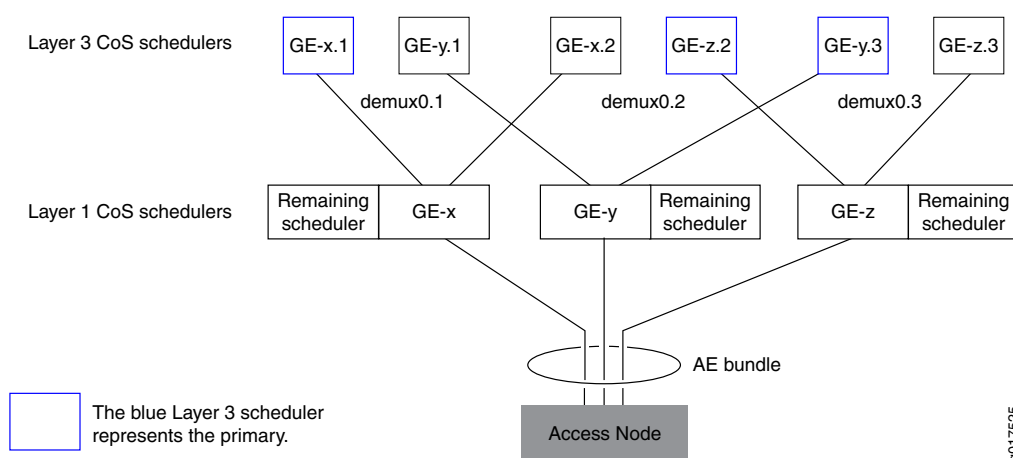 Layer 3 CoS schedulers
GE-x.1
GE-y.1
GE-x.2
GE-z.2
GE-y.3
GE-z.3
demux0.1
demux0.2
demux0.3
Layer 1 CoS schedulers
Remaining
scheduler
GE-x
GE-y
Remaining
scheduler
GE-z
Remaining
scheduler
AE bundle
The blue Layer 3 scheduler
represents the primary.
Access Node